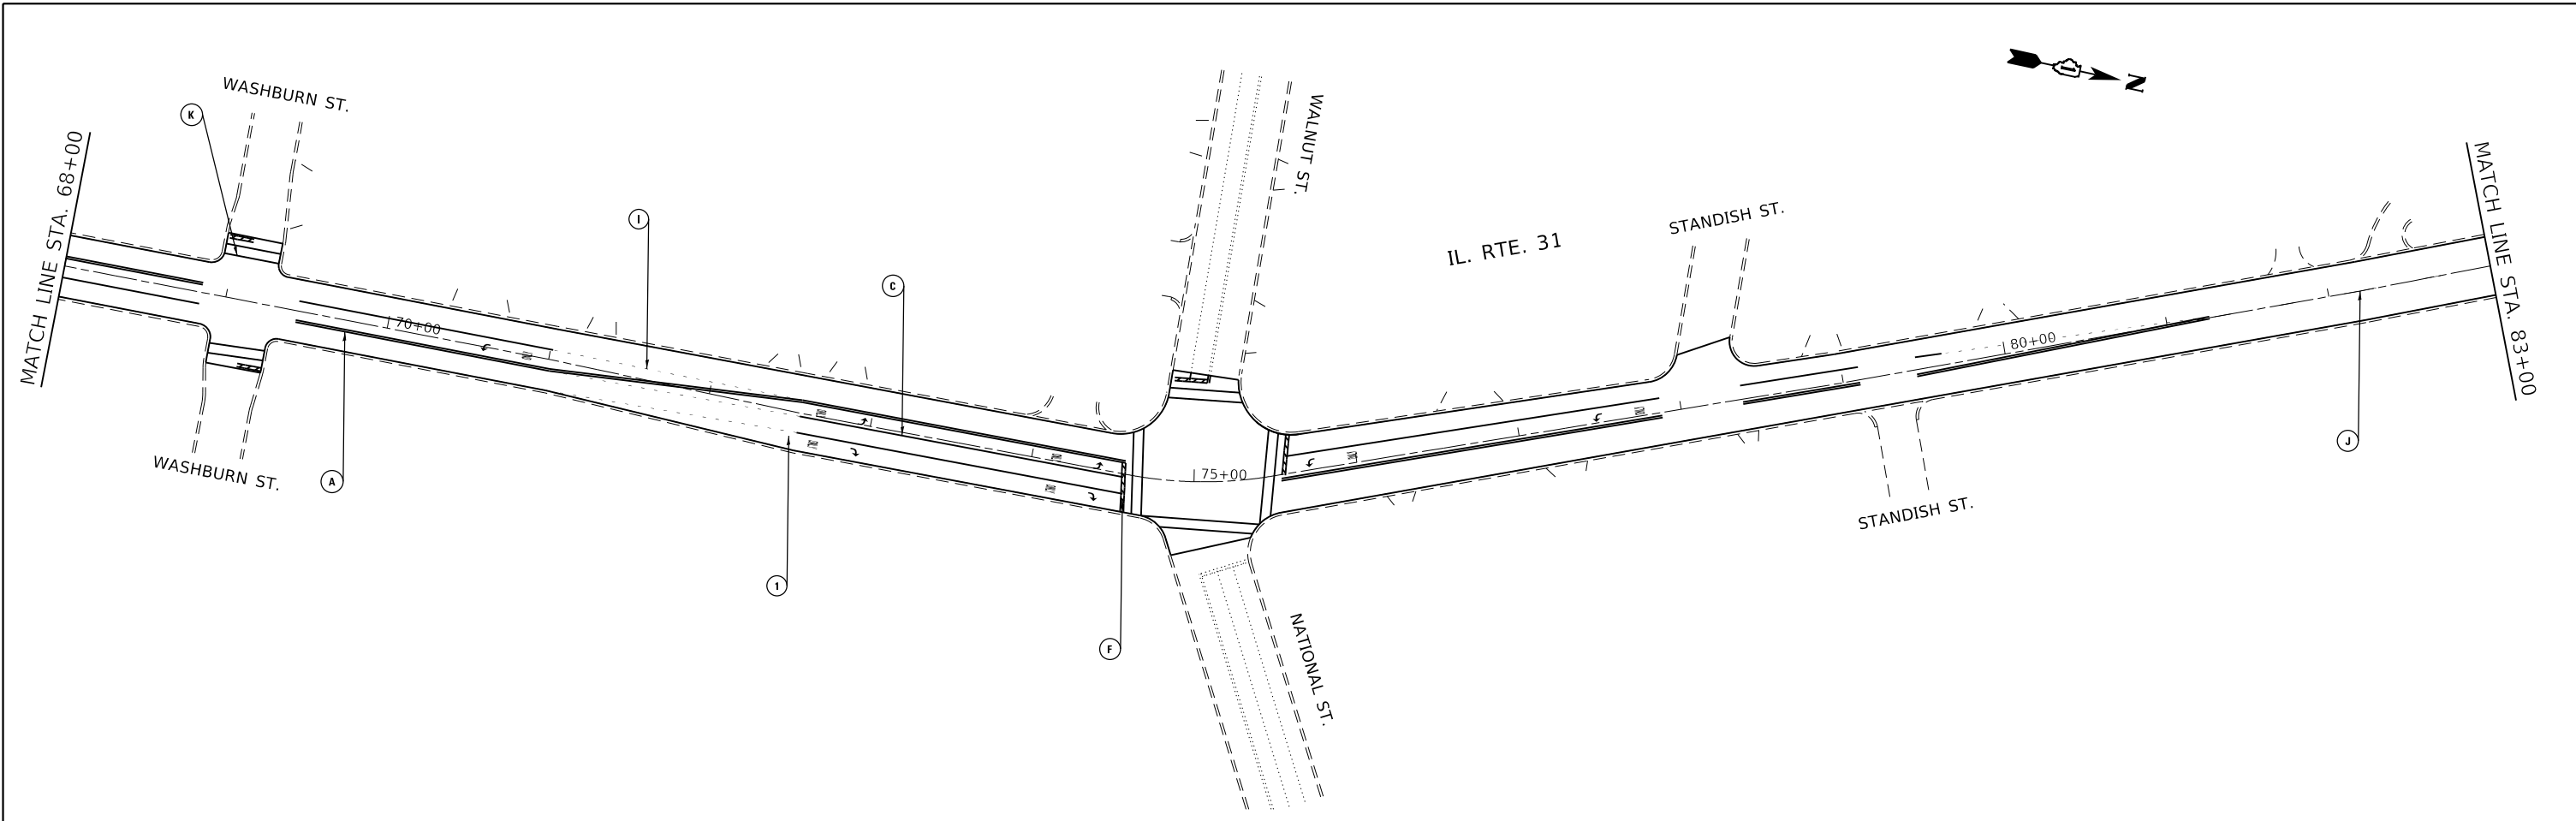 WASHBURN ST.
K
MATCH LINE STA. 68+00
I
C
70+00
WASHBURN ST.
A
1
F
WALNUT ST.
75+00
NATIONAL ST.
IL. RTE. 31
STANDISH ST.
80+00
STANDISH ST.
J
N
MATCH LINE STA. 83+00